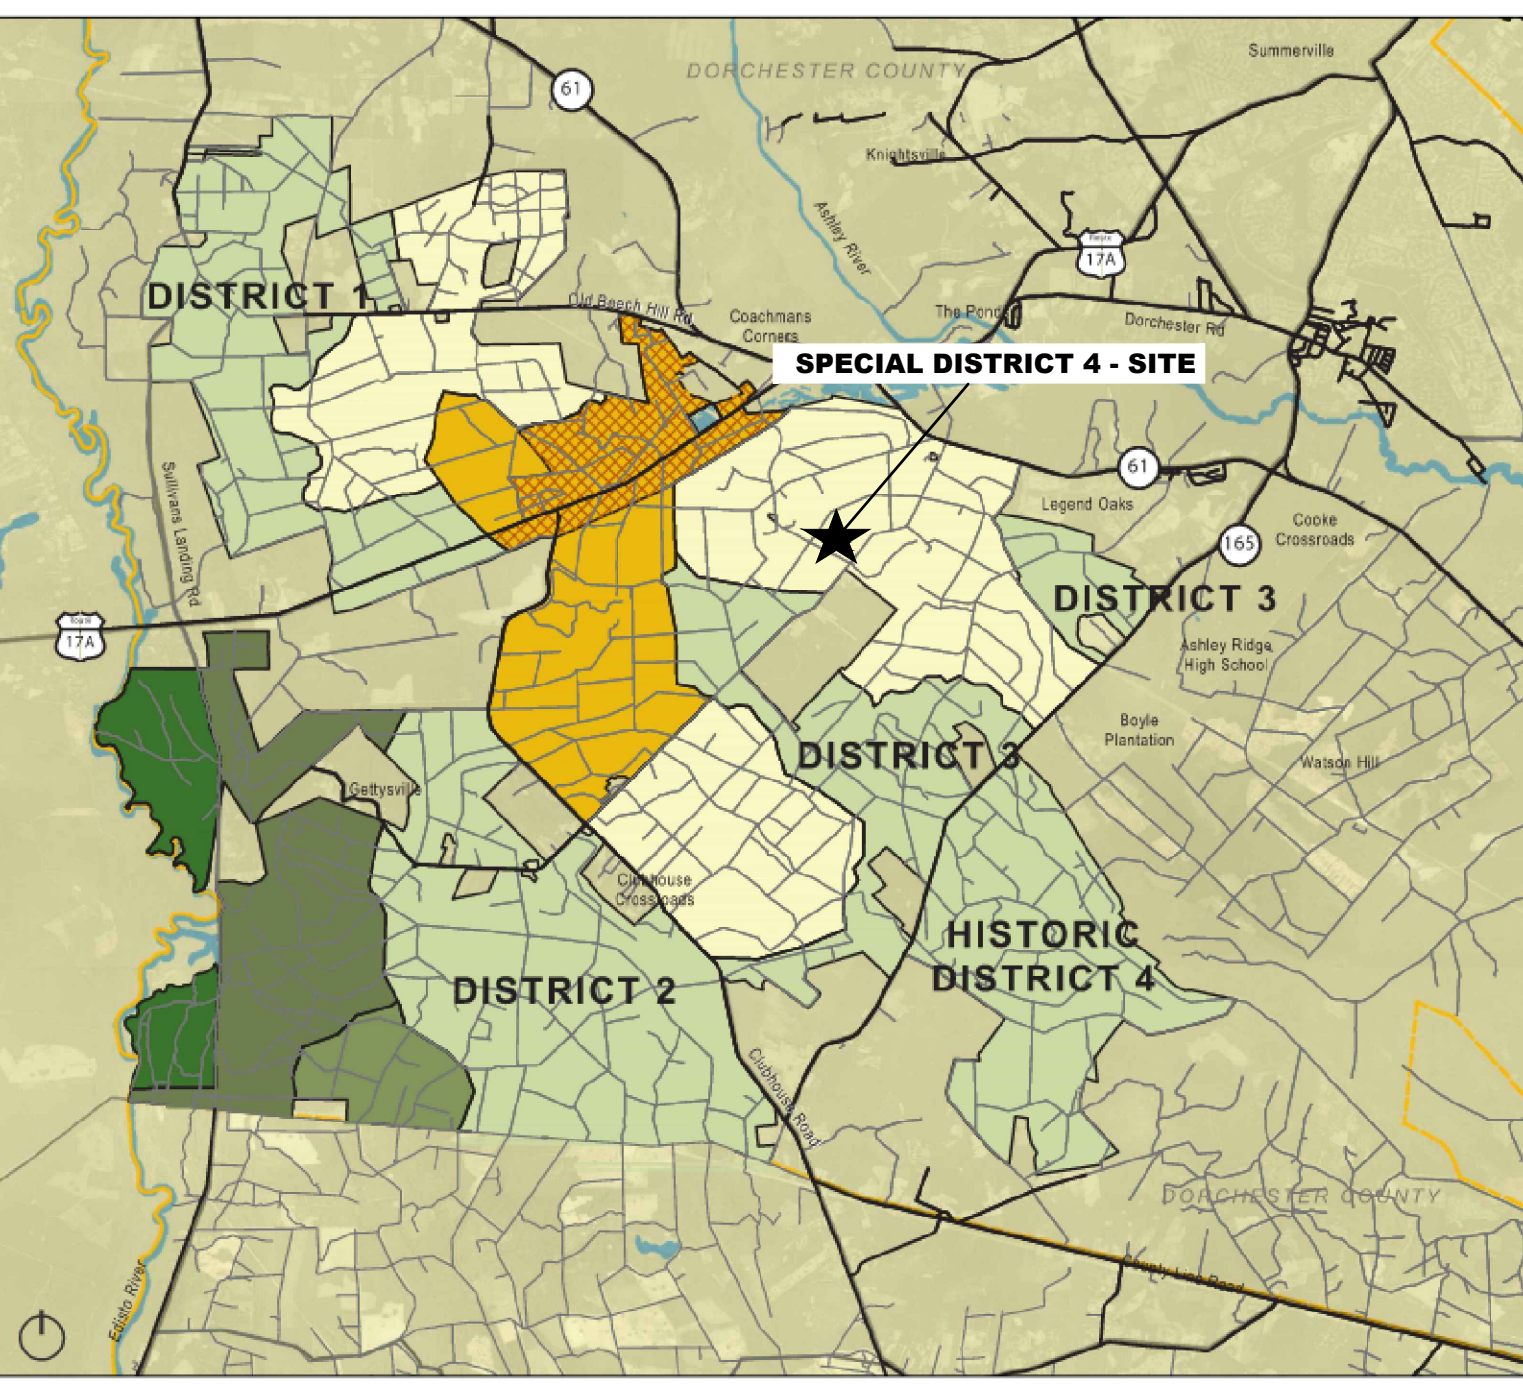 Summerville
DORCHESTER COUNTY
61
Knightsville
Ashley River
Route
17A
DISTRICT 1
Old Beech Hill Rd
Coachmans
Corners
The Ponds
Dorchester Rd
SPECIAL DISTRICT 4 - SITE
61
Legend Oaks
Cooke
Crossroads
165
Sullivans Landing Rd
DISTRICT 3
Route
17A
Ashley Ridge
High School
Boyle
Plantation
DISTRICT 3
Watson Hill
Gettysville
Clubhouse
Crossroads
HISTORIC
DISTRICT 4
DISTRICT 2
Clubhouse Road
DORCHESTER COUNTY
County Line Road
Edisto River